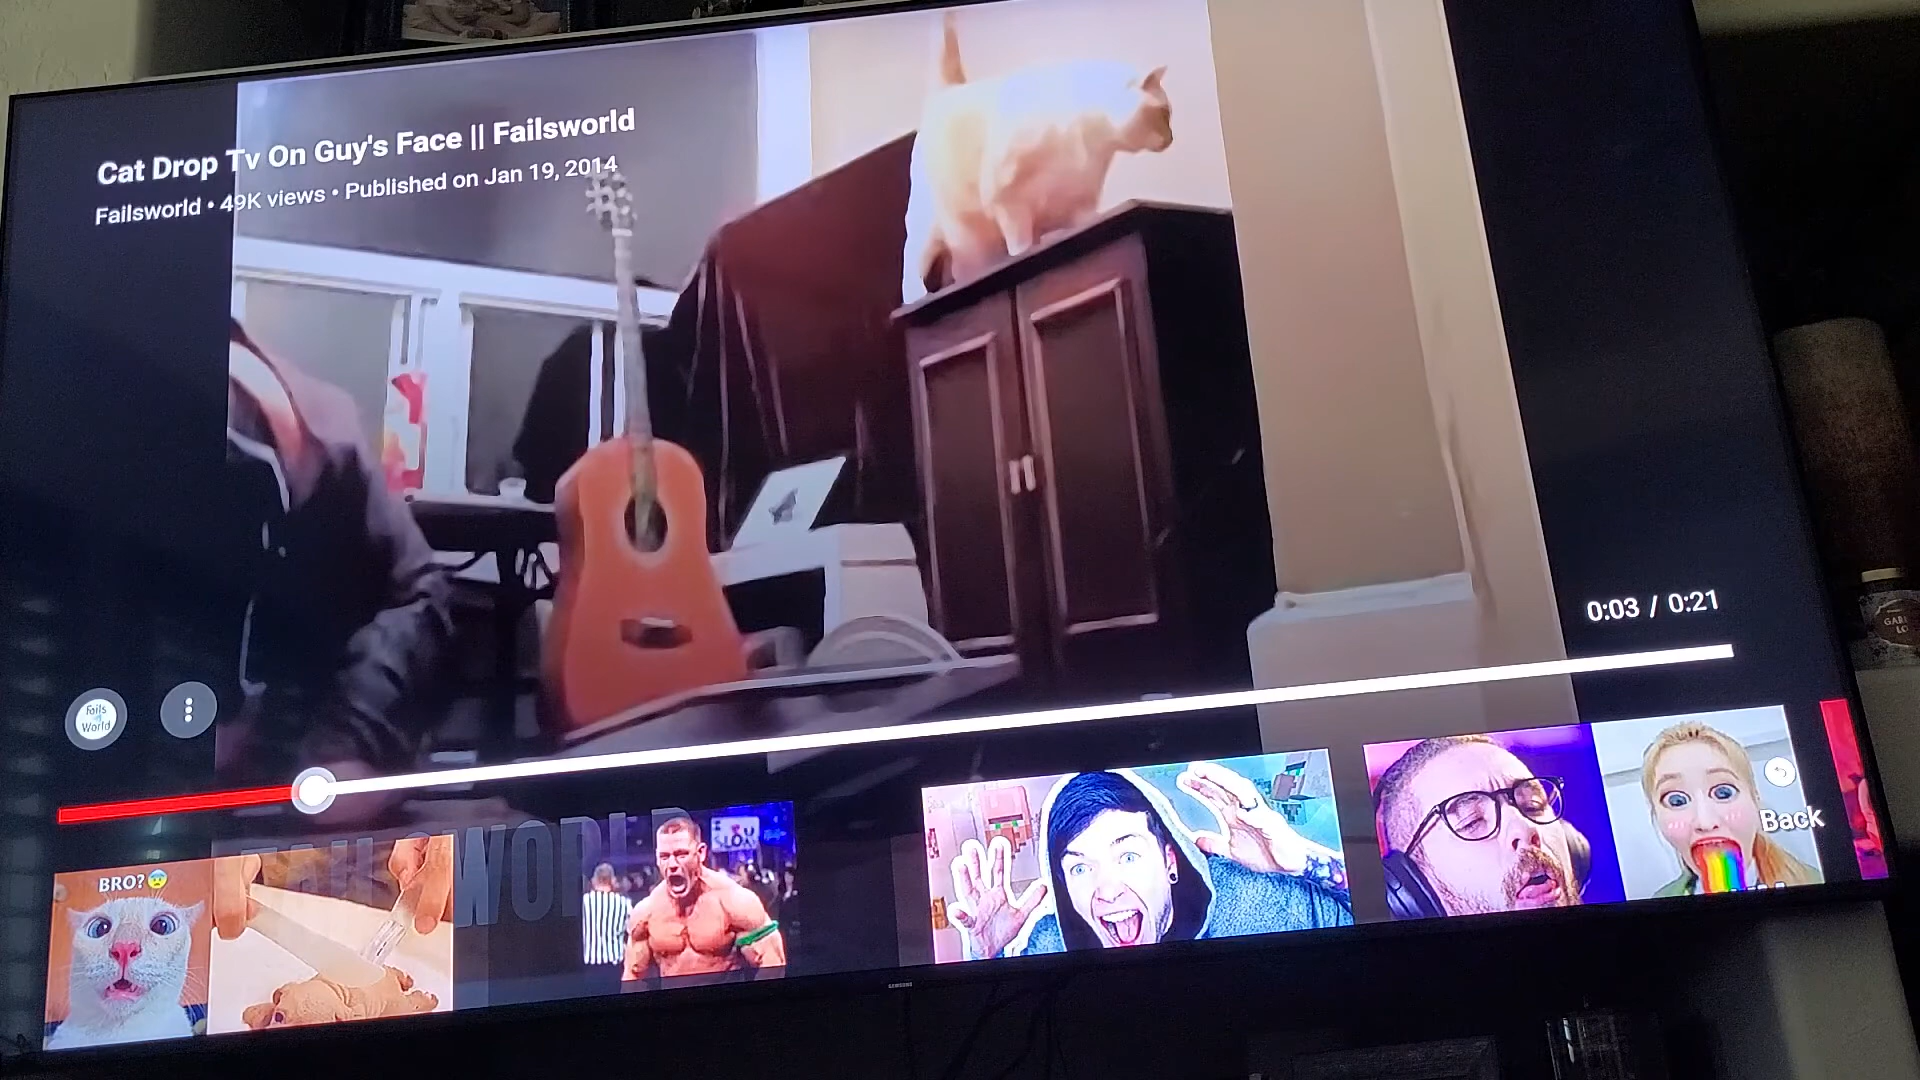 Cat Drop Tv On Guy's Face || Failsworld
Failsworld • 49K views • Published on Jan 19, 2014
0:03 / 0:21
Fails
World
BRO?
Back
SAMSUNG